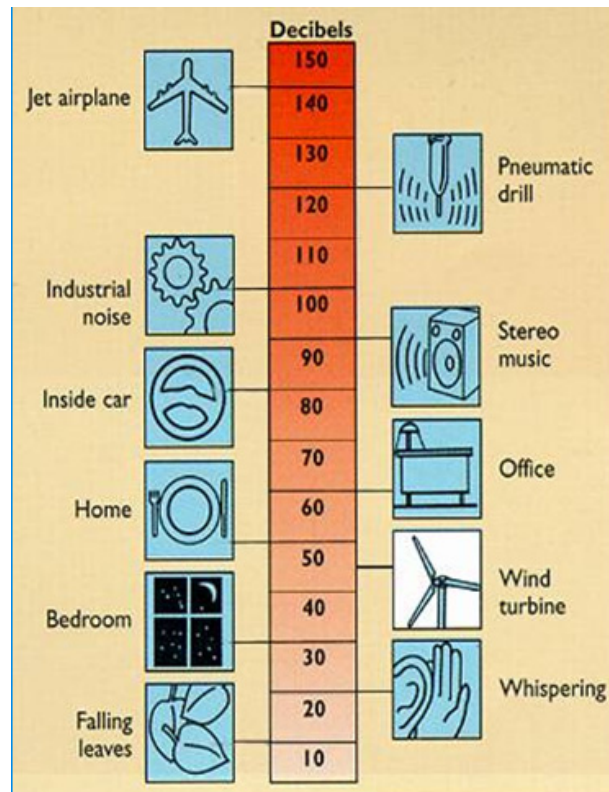 Decibels
150
Jet airplane
140
130
Pneumatic
drill
120
110
Industrial
noise
100
Stereo
music
90
Inside car
80
70
Office
Home
60
50
Wind
turbine
40
Bedroom
30
Whispering
20
Falling
leaves
10